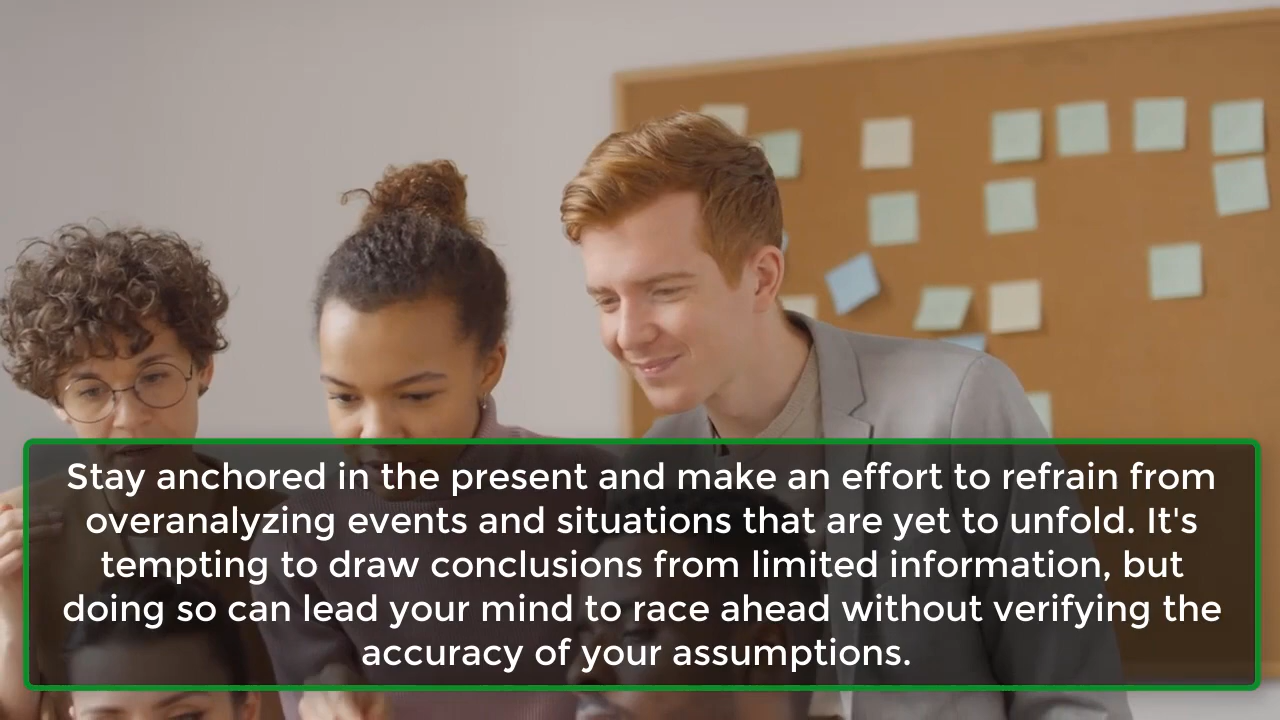 Stay anchored in the present and make an effort to refrain from
overanalyzing events and situations that are yet to unfold. It's
tempting to draw conclusions from limited information, but
doing so can lead your mind to race ahead without verifying the
accuracy of your assumptions.